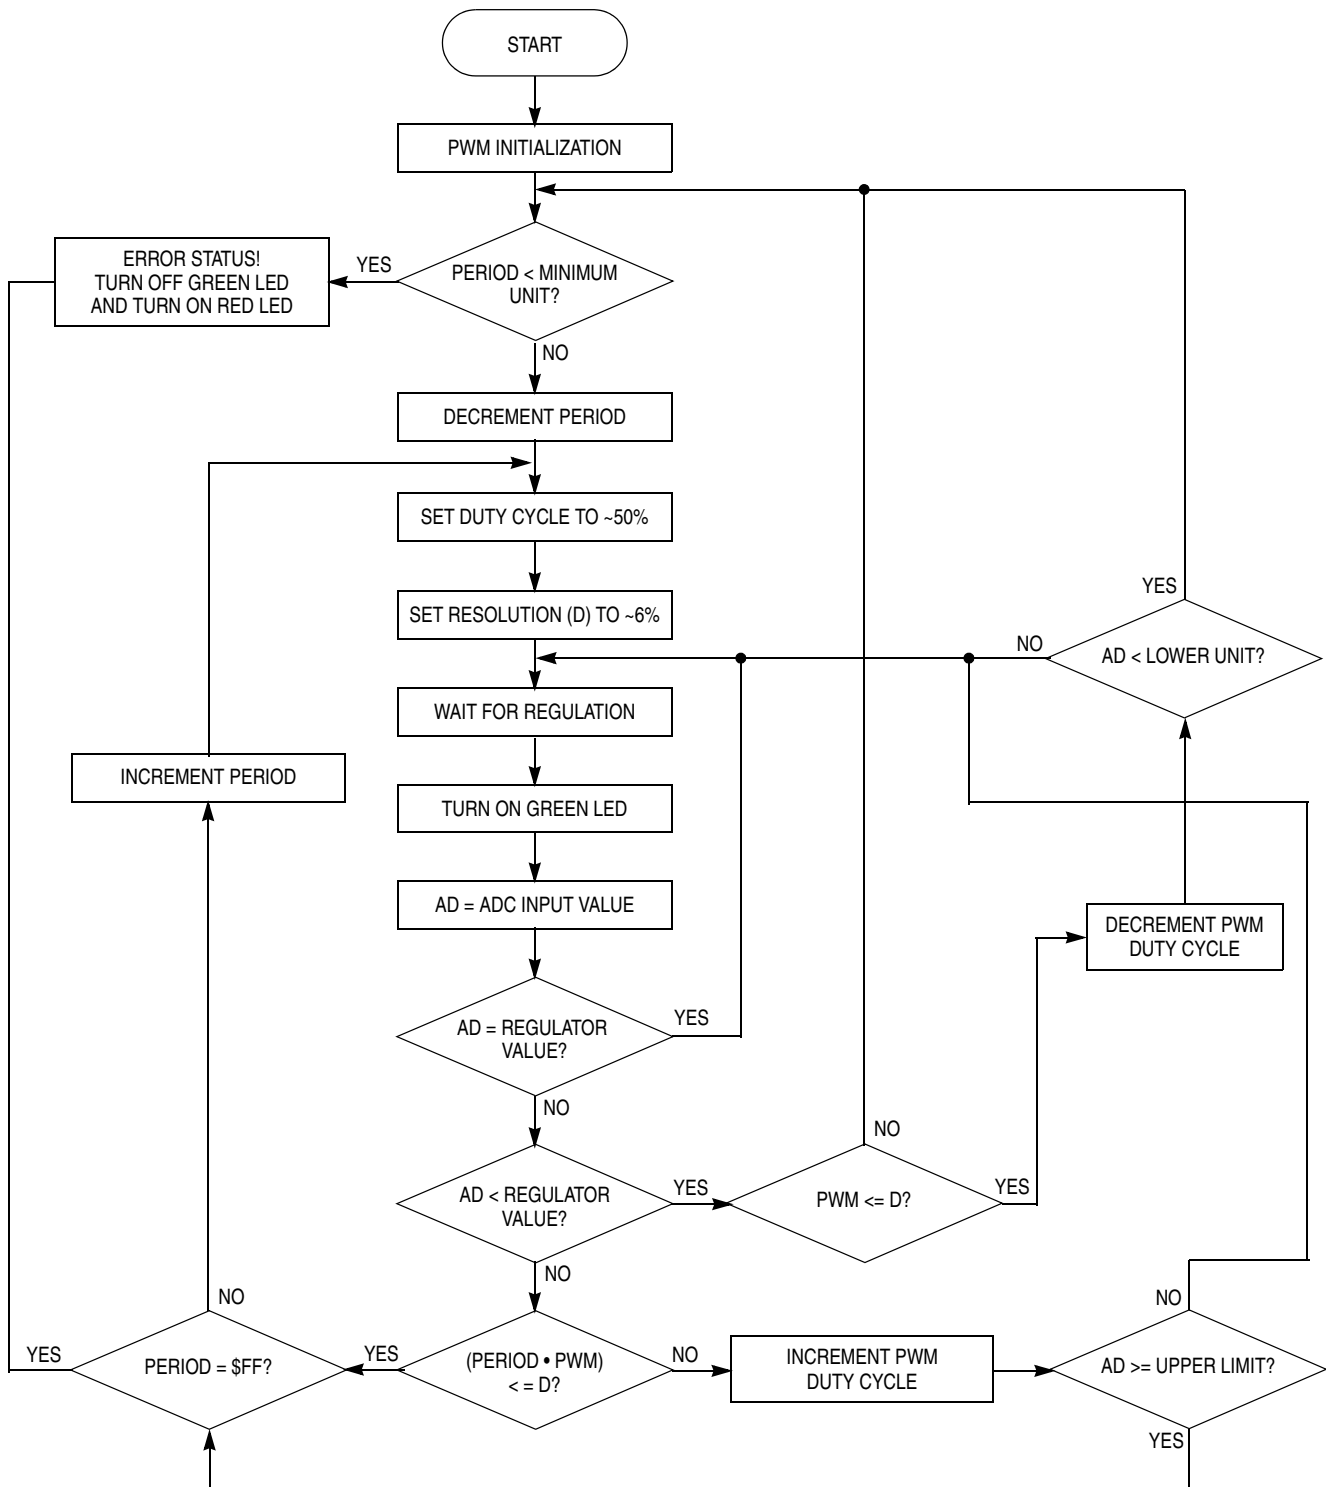 START
PWM INITIALIZATION
ERROR STATUS!
TURN OFF GREEN LED
AND TURN ON RED LED
YES
PERIOD < MINIMUM
UNIT?
NO
DECREMENT PERIOD
SET DUTY CYCLE TO ~50%
SET RESOLUTION (D) TO ~6%
YES
NO
AD < LOWER UNIT?
WAIT FOR REGULATION
INCREMENT PERIOD
TURN ON GREEN LED
AD = ADC INPUT VALUE
DECREMENT PWM
DUTY CYCLE
AD = REGULATOR
VALUE?
YES
NO
AD < REGULATOR
VALUE?
YES
NO
PWM <= D?
YES
NO
NO
YES
PERIOD = $FF?
YES
(PERIOD • PWM)
< = D?
NO
INCREMENT PWM
DUTY CYCLE
NO
AD >= UPPER LIMIT?
YES